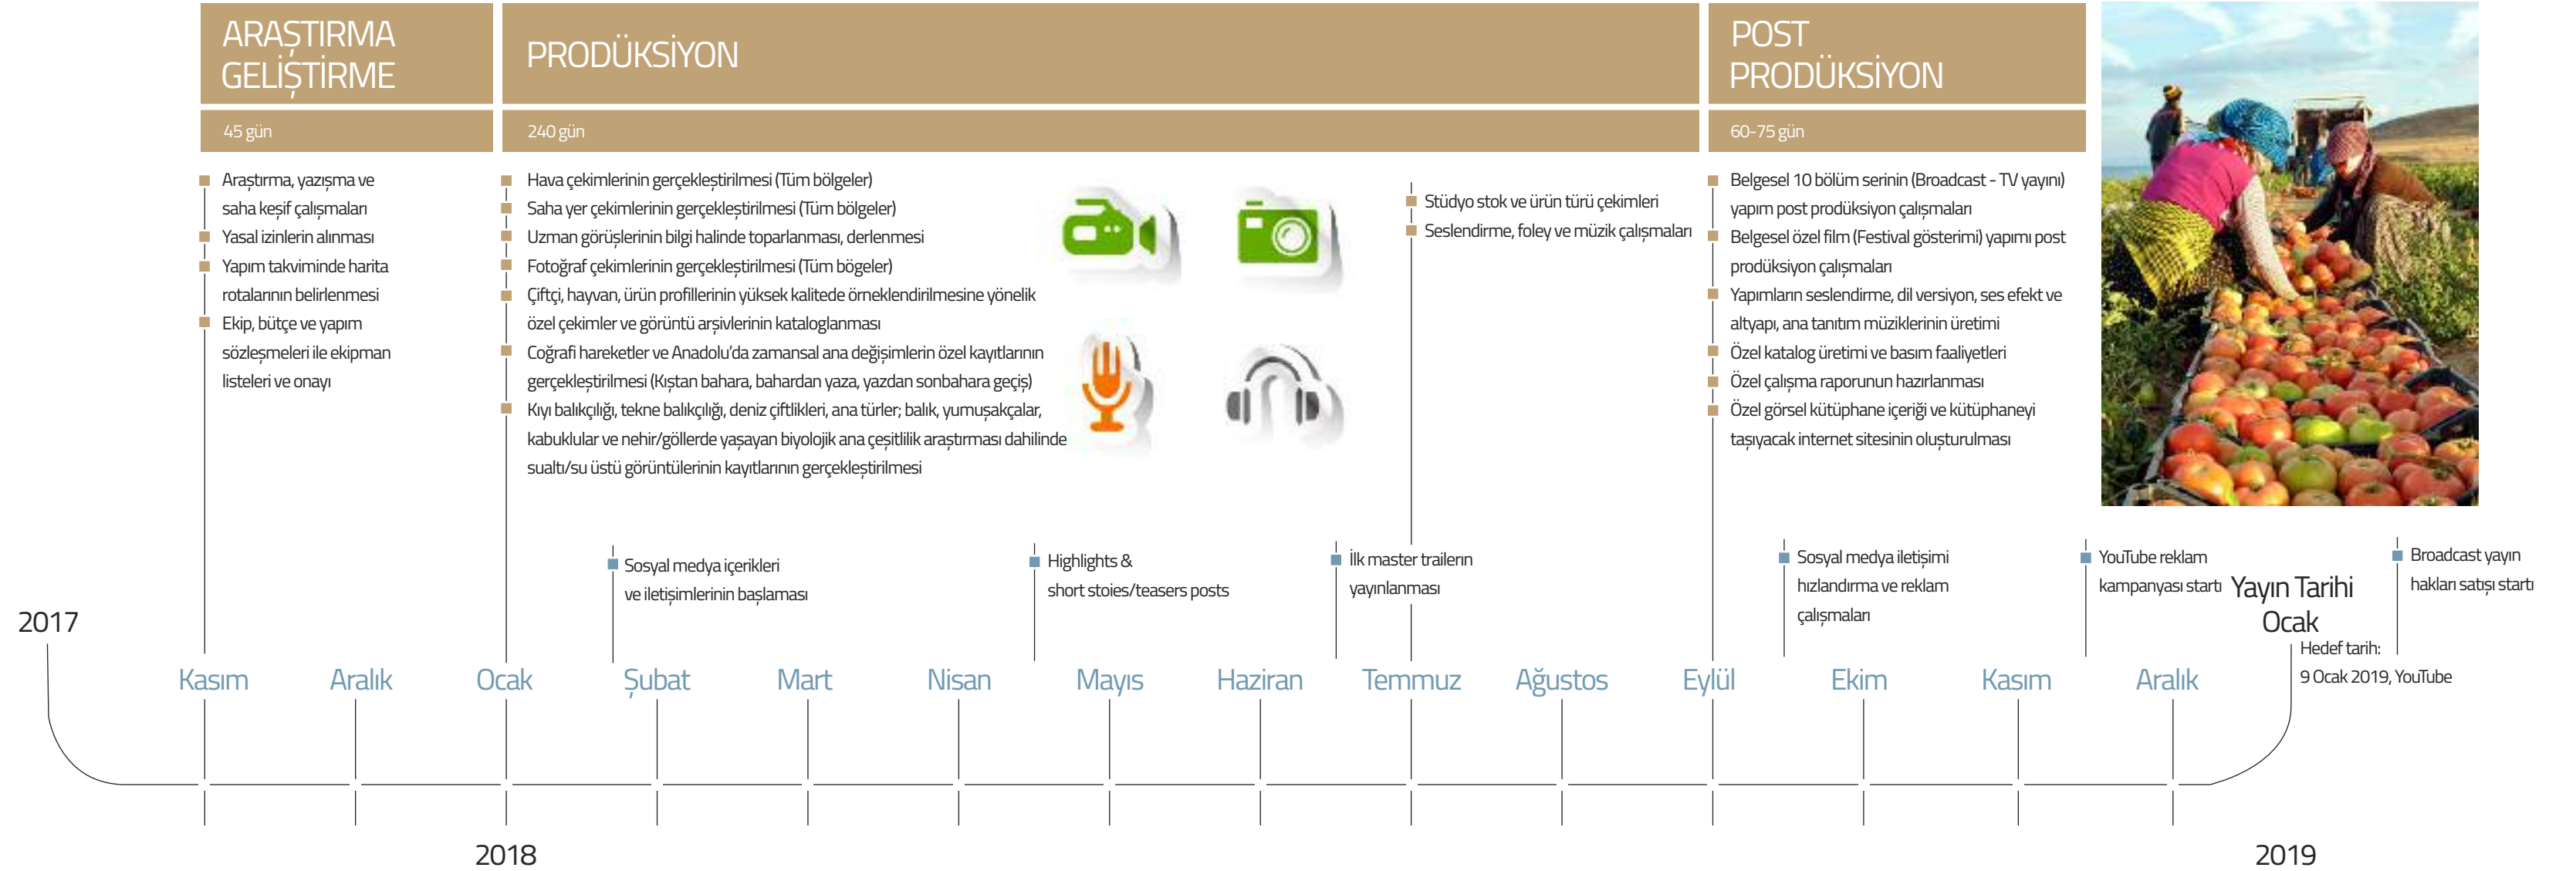 ARAŞTIRMA
GELİŞTİRME
45 gün
Araştırma, yazışma ve
saha keşif çalışmaları
Yasal izinlerin alınması
Yapım takviminde harita
rotalarının belirlenmesi
Ekip, bütçe ve yapım
sözleşmeleri ile ekipman
listeleri ve onayı
PRODÜKSİYON
240 gün
Hava çekimlerinin gerçekleştirilmesi (Tüm bölgeler)
Saha yer çekimlerinin gerçekleştirilmesi (Tüm bölgeler)
Uzman görüşlerinin bilgi halinde toparlanması, derlenmesi
Fotoğraf çekimlerinin gerçekleştirilmesi (Tüm bögeler)
Çiftçi, hayvan, ürün profillerinin yüksek kalitede örneklendirilmesine yönelik
özel çekimler ve görüntü arşivlerinin kataloglanması
Coğrafi hareketler ve Anadolu’da zamansal ana değişimlerin özel kayıtlarının
gerçekleştirilmesi (Kıştan bahara, bahardan yaza, yazdan sonbahara geçiş)
Kıyı balıkçılığı, tekne balıkçılığı, deniz çiftlikleri, ana türler; balık, yumuşakçalar,
kabuklular ve nehir/göllerde yaşayan biyolojik ana çeşitlilik araştırması dahilinde
sualtı/su üstü görüntülerinin kayıtlarının gerçekleştirilmesi
Stüdyo stok ve ürün türü çekimleri
Seslendirme, foley ve müzik çalışmaları
POST
PRODÜKSİYON
60-75 gün
Belgesel 10 bölüm serinin (Broadcast - TV yayını)
yapım post prodüksiyon çalışmaları
Belgesel özel film (Festival gösterimi) yapımı post
prodüksiyon çalışmaları
Yapımların seslendirme, dil versiyon, ses efekt ve
altyapı, ana tanıtım müziklerinin üretimi
Özel katalog üretimi ve basım faaliyetleri
Özel çalışma raporunun hazırlanması
Özel görsel kütüphane içeriği ve kütüphaneyi
taşıyacak internet sitesinin oluşturulması
Sosyal medya içerikleri
ve iletişimlerinin başlaması
Highlights &
short stoies/teasers posts
İlk master trailerın
yayınlanması
Sosyal medya iletişimi
hızlandırma ve reklam
çalışmaları
YouTube reklam
kampanyası startı
Yayın Tarihi
Ocak
Hedef tarih:
9 Ocak 2019, YouTube
Broadcast yayın
hakları satışı startı
2017
Kasım
Aralık
Ocak
Şubat
Mart
Nisan
Mayıs
Haziran
Temmuz
Ağustos
Eylül
Ekim
Kasım
Aralık
2018
2019